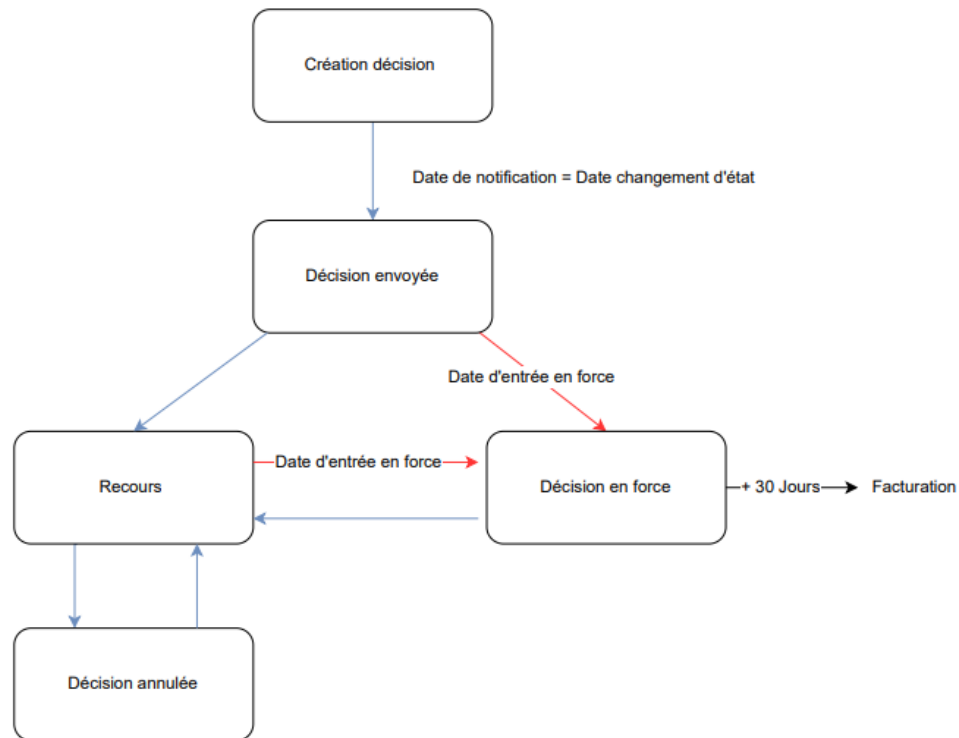 Création décision
Date de notification = Date changement d'état
Décision envoyée
Date d'entrée en force
Recours
Date d'entrée en force
Décision en force
+ 30 Jours
Facturation
Décision annulée